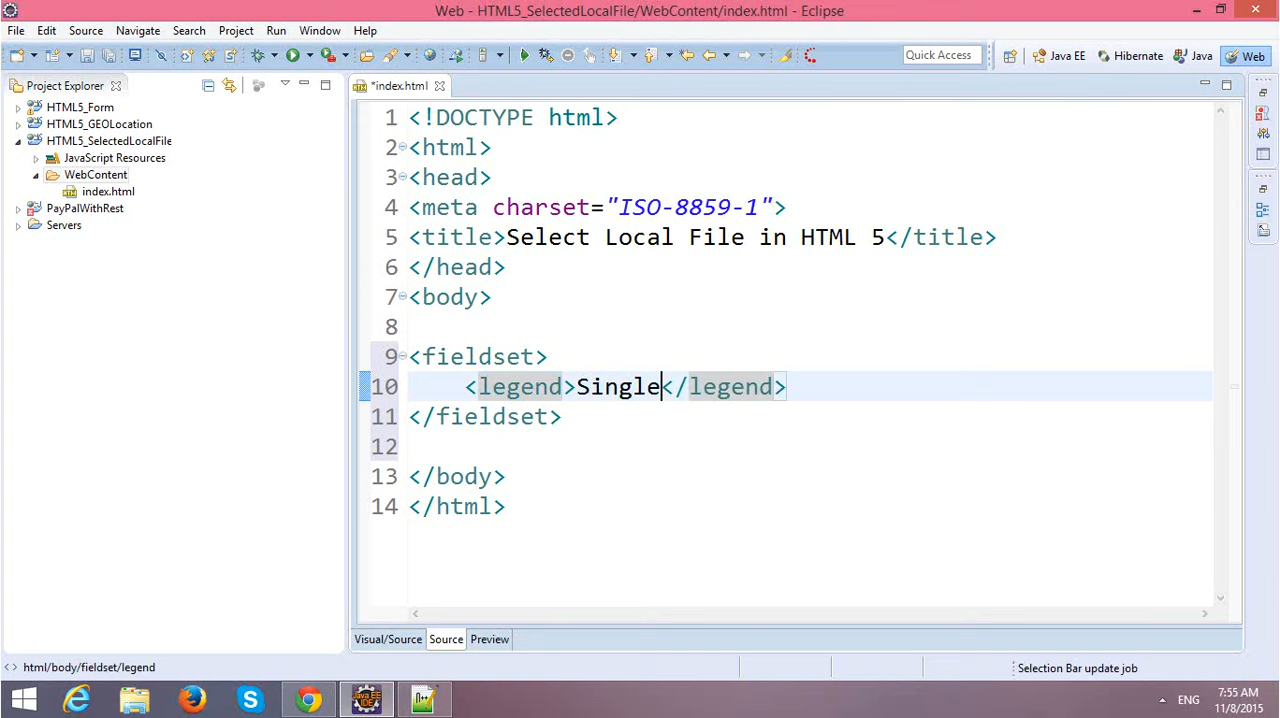 Web - HTML5_SelectedLocalFile/WebContent/index.html - Eclipse
File Edit Source Navigate Search Project Run Window Help
Quick Access
Java EE Hibernate Java Web
Project Explorer
*index.html
HTML5_Form
HTML5_GEOLocation
HTML5_SelectedLocalFile
JavaScript Resources
WebContent
index.html
PayPalWithRest
Servers
1 <!DOCTYPE html>
2 <html>
3 <head>
4 <meta charset="ISO-8859-1">
5 <title>Select Local File in HTML 5</title>
6 </head>
7 <body>
8
9 <fieldset>
10 <legend>Single</legend>
11 </fieldset>
12
13 </body>
14 </html>
Visual/Source Source Preview
html/body/fieldset/legend
Selection Bar update job
ENG
7:55 AM
11/8/2015
Java EE
IDE